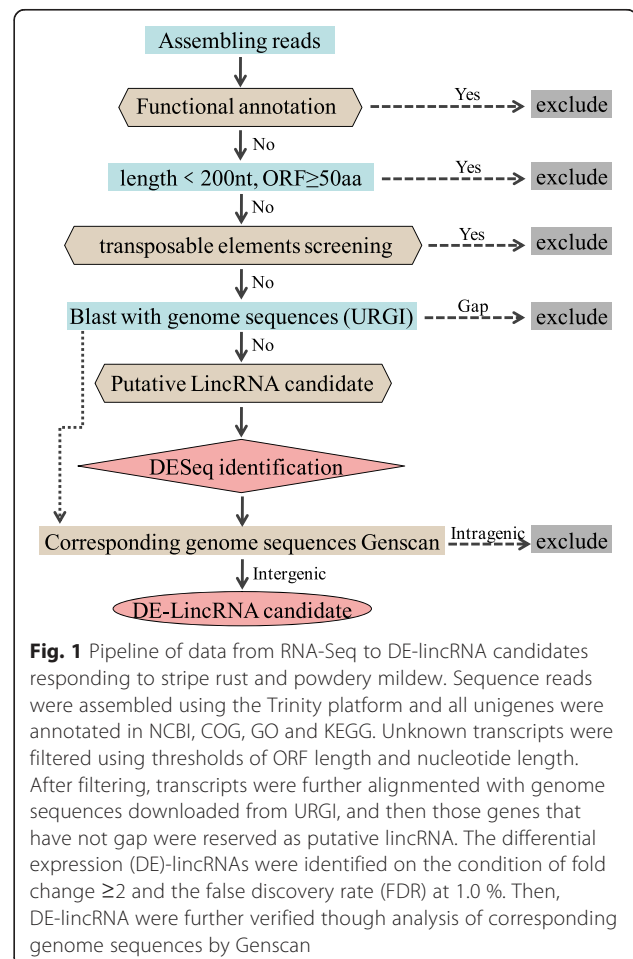 Assembling reads
Functional annotation
Yes
exclude
No
length < 200nt, ORF≥50aa
Yes
exclude
No
transposable elements screening
Yes
exclude
No
Blast with genome sequences (URGI)
Gap
exclude
No
Putative LincRNA candidate
DESeq identification
Corresponding genome sequences Genscan
Intragenic
exclude
Intergenic
DE-LincRNA candidate
Fig. 1 Pipeline of data from RNA-Seq to DE-lincRNA candidates
responding to stripe rust and powdery mildew. Sequence reads
were assembled using the Trinity platform and all unigenes were
annotated in NCBI, COG, GO and KEGG. Unknown transcripts were
filtered using thresholds of ORF length and nucleotide length.
After filtering, transcripts were further alignmented with genome
sequences downloaded from URGI, and then those genes that
have not gap were reserved as putative lincRNA. The differential
expression (DE)-lincRNAs were identified on the condition of fold
change ≥2 and the false discovery rate (FDR) at 1.0 %. Then,
DE-lincRNA were further verified though analysis of corresponding
genome sequences by Genscan